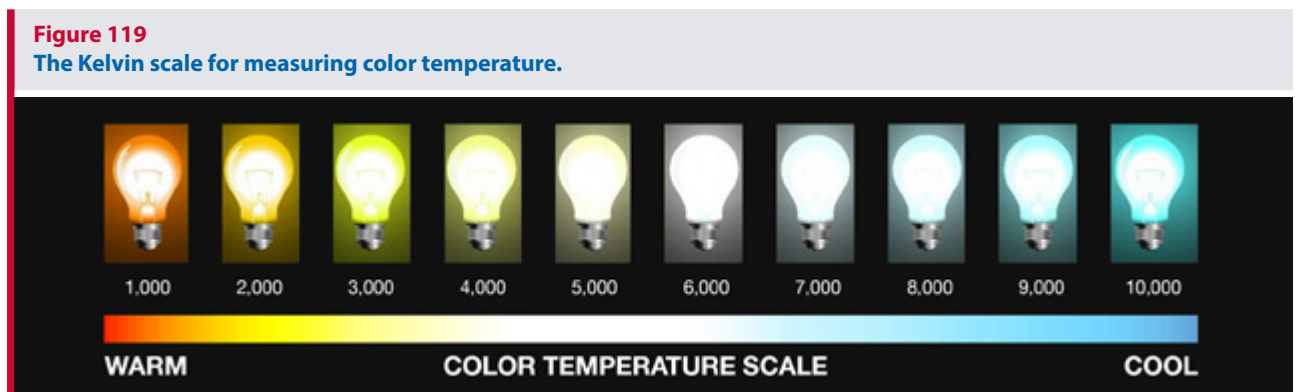 Figure 119
The Kelvin scale for measuring color temperature.
1,000 2,000 3,000 4,000 5,000 6,000 7,000 8,000 9,000 10,000
WARM COLOR TEMPERATURE SCALE COOL